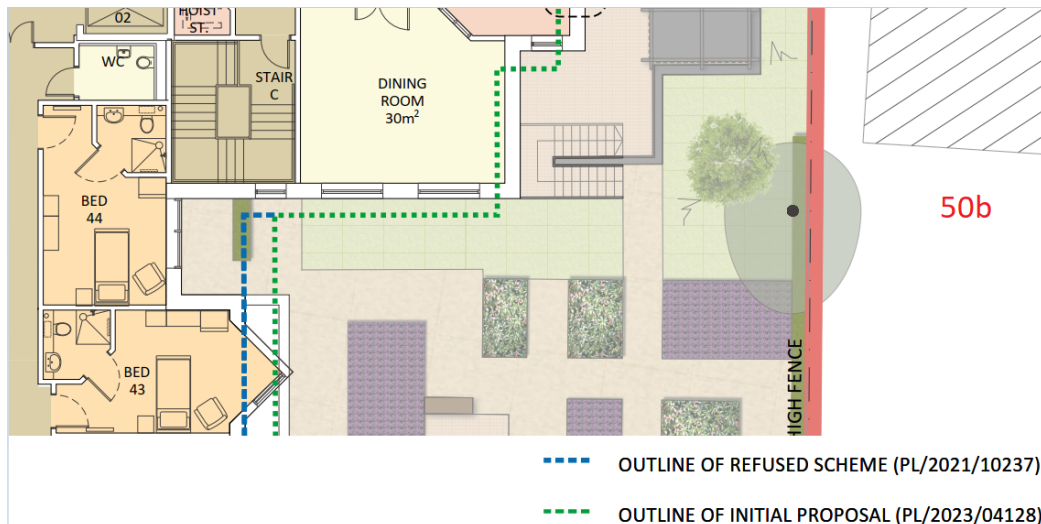 02
HOIST
ST.
WC
STAIR
C
DINING
ROOM
30m²
BED
44
50b
BED
43
HIGH FENCE
OUTLINE OF REFUSED SCHEME (PL/2021/10237)
OUTLINE OF INITIAL PROPOSAL (PL/2023/04128)